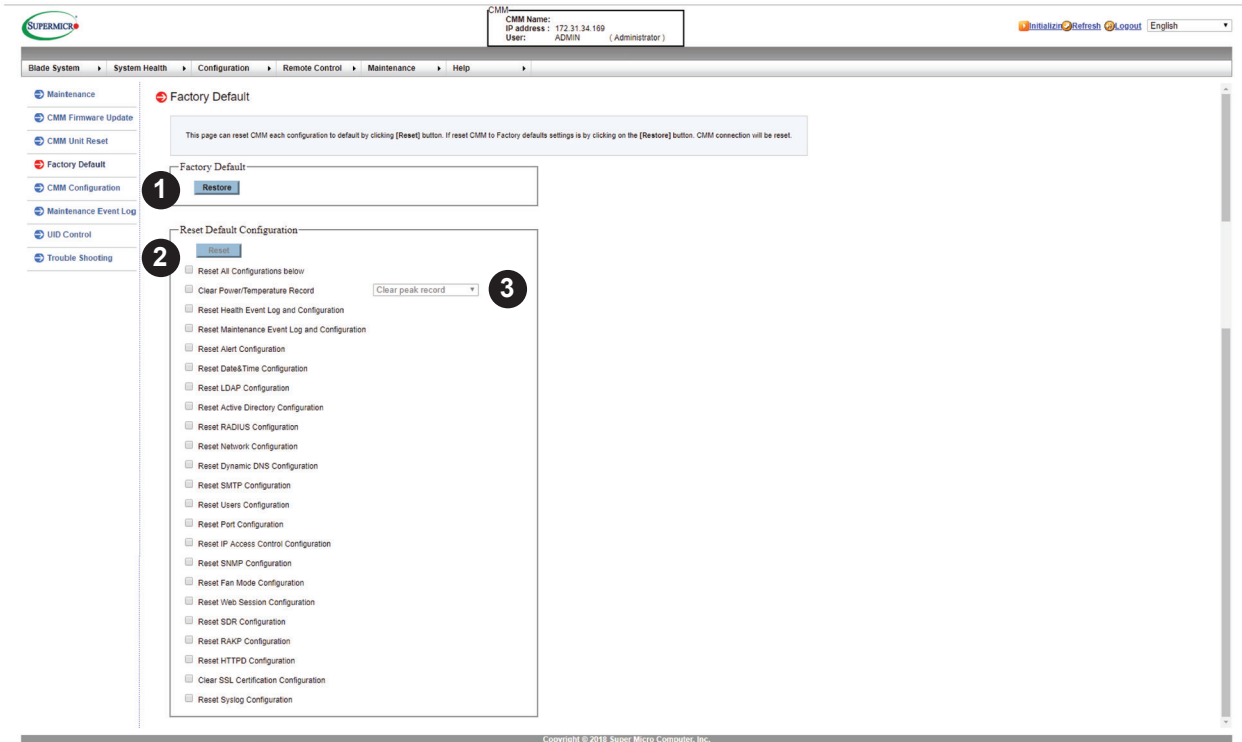 SUPERMICR
CMM
CMM Name:
IP address : 172.31.34.169
User: ADMIN ( Administrator )
Initializin Refresh Logout English
Blade System System Health Configuration Remote Control Maintenance Help
Maintenance
CMM Firmware Update
CMM Unit Reset
Factory Default
CMM Configuration
Maintenance Event Log
UID Control
Trouble Shooting
Factory Default
This page can reset CMM each configuration to default by clicking [Reset] button. If reset CMM to Factory defaults settings is by clicking on the [Restore] button. CMM connection will be reset.
Factory Default
1 Restore
Reset Default Configuration
2 Reset
Reset All Configurations below
Clear Power/Temperature Record Clear peak record 3
Reset Health Event Log and Configuration
Reset Maintenance Event Log and Configuration
Reset Alert Configuration
Reset Date&Time Configuration
Reset LDAP Configuration
Reset Active Directory Configuration
Reset RADIUS Configuration
Reset Network Configuration
Reset Dynamic DNS Configuration
Reset SMTP Configuration
Reset Users Configuration
Reset Port Configuration
Reset IP Access Control Configuration
Reset SNMP Configuration
Reset Fan Mode Configuration
Reset Web Session Configuration
Reset SDR Configuration
Reset RAKP Configuration
Reset HTTPD Configuration
Clear SSL Certification Configuration
Reset Syslog Configuration
Copyright © 2018 Super Micro Computer, Inc.